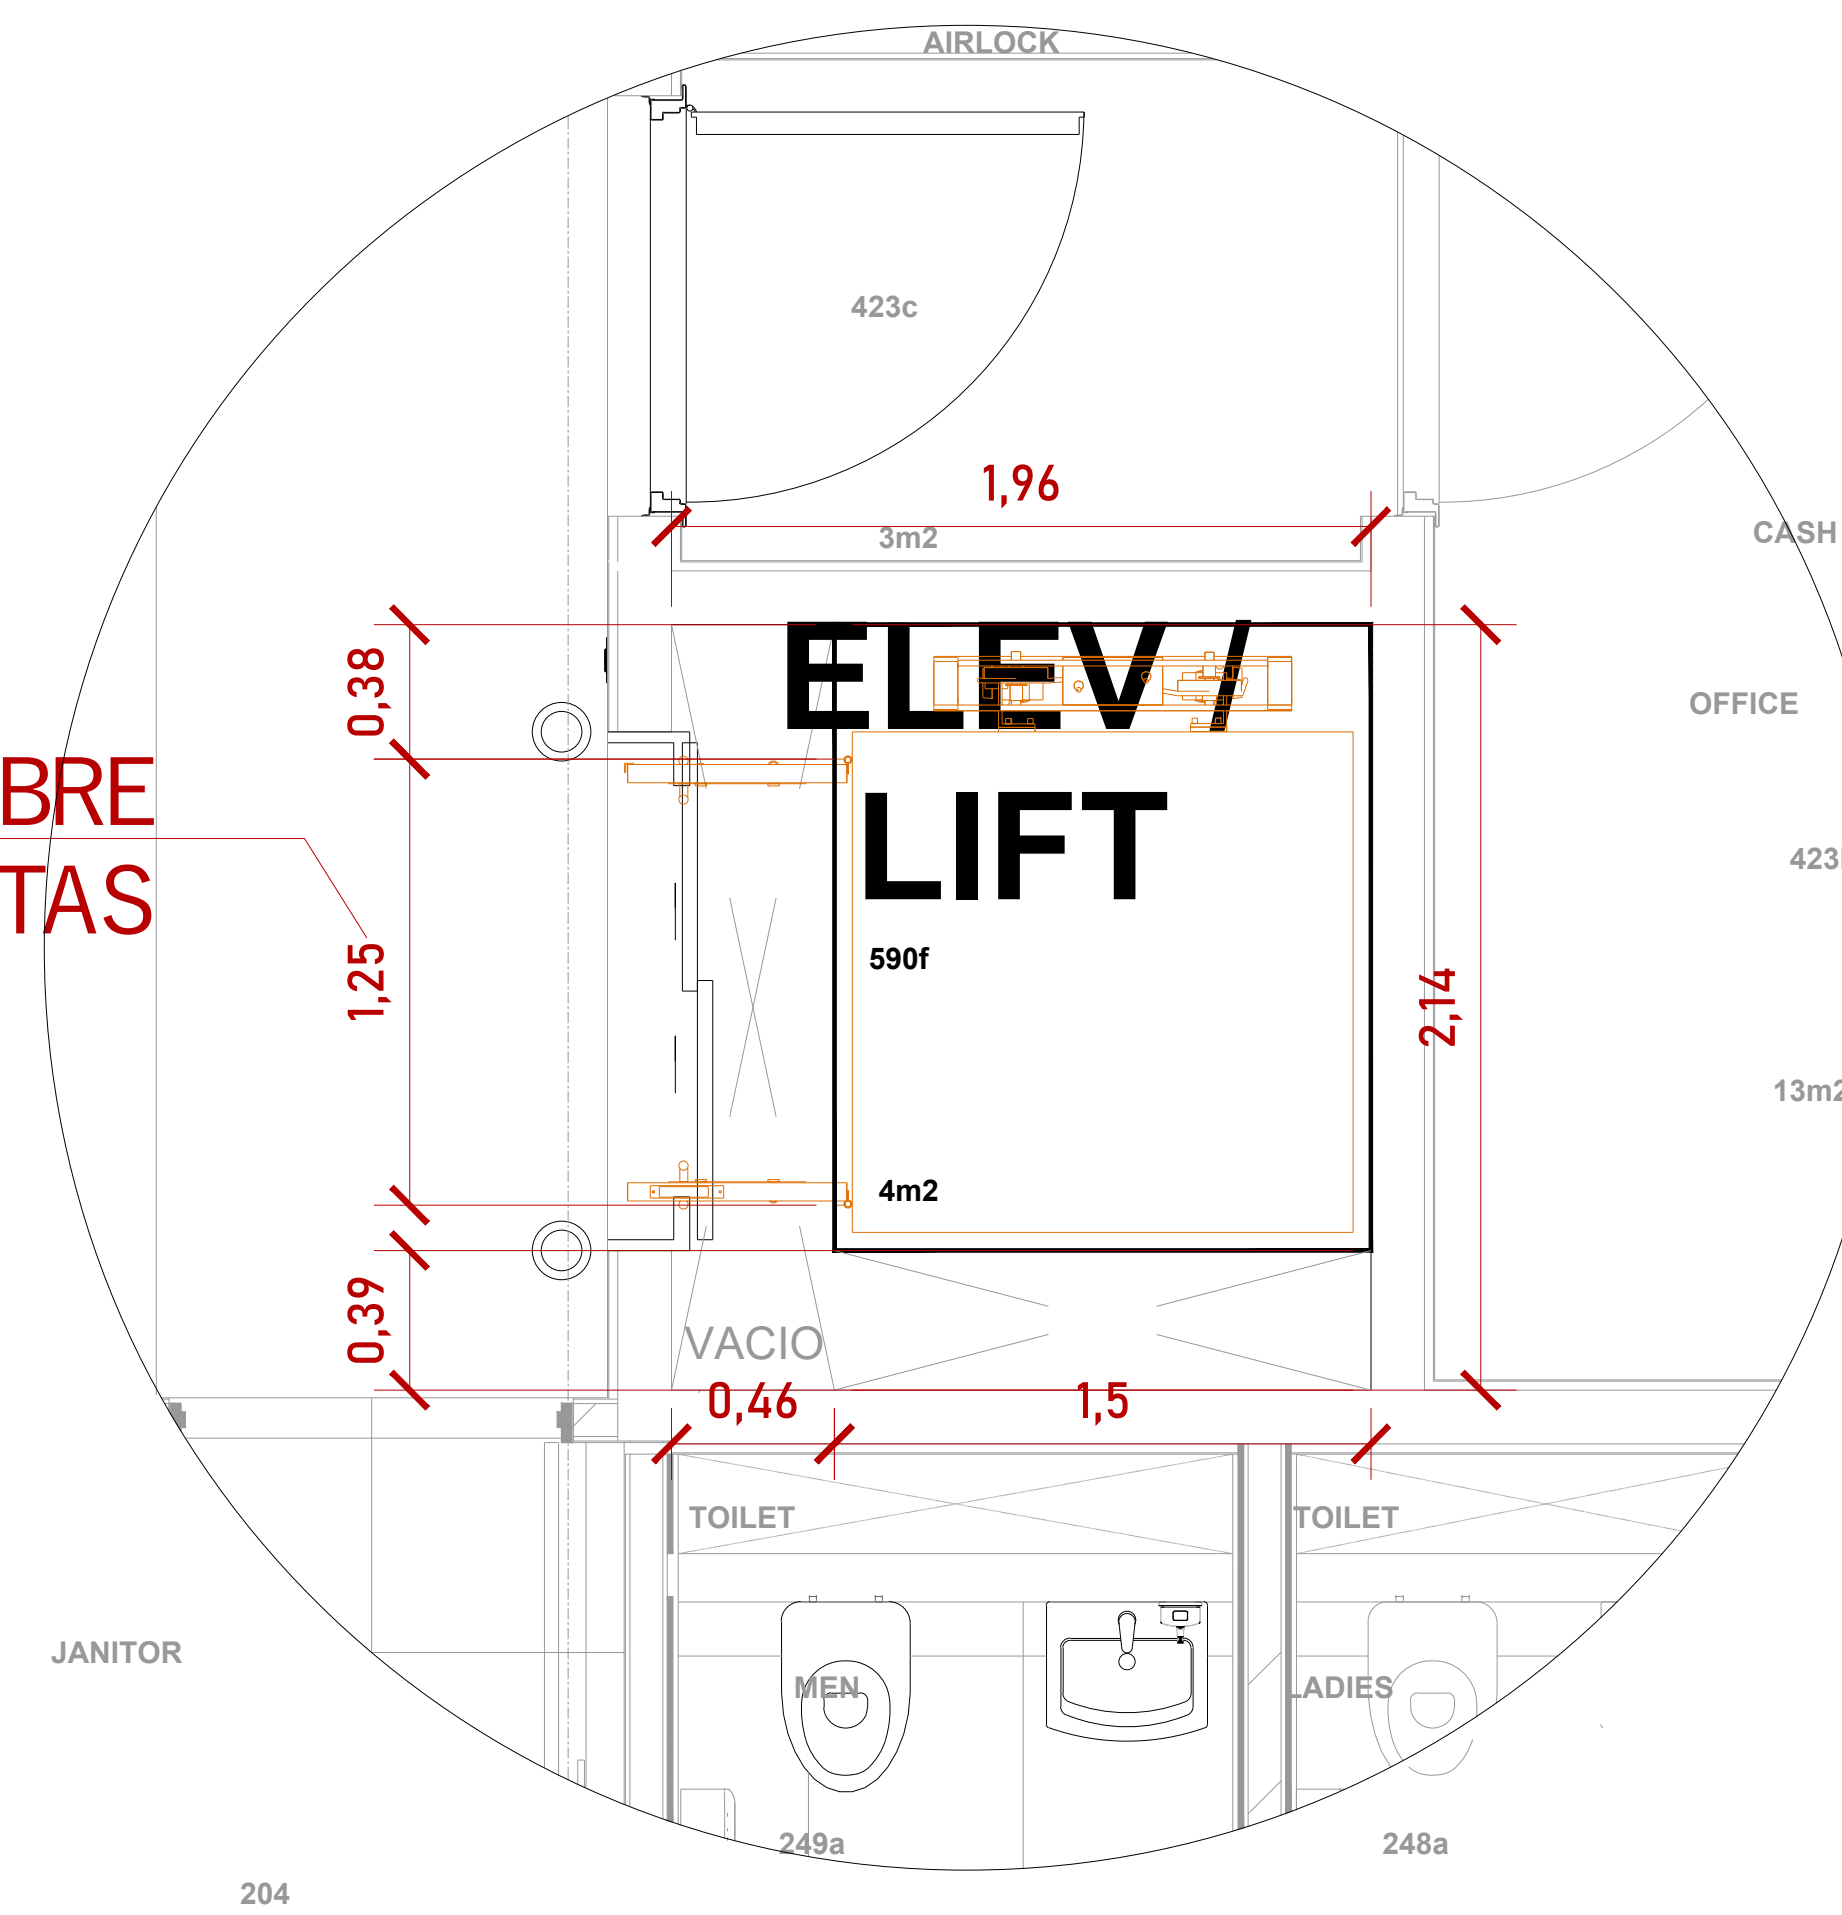 AIRLOCK
423c
1,96
3m2
CASH
ELEV /
0,38
OFFICE
BRE
LIFT
TAS
423
1,25
590f
2,14
13m2
4m2
0,39
VACIO
0,46
1,5
TOILET
TOILET
JANITOR
MEN
LADIES
249a
248a
204